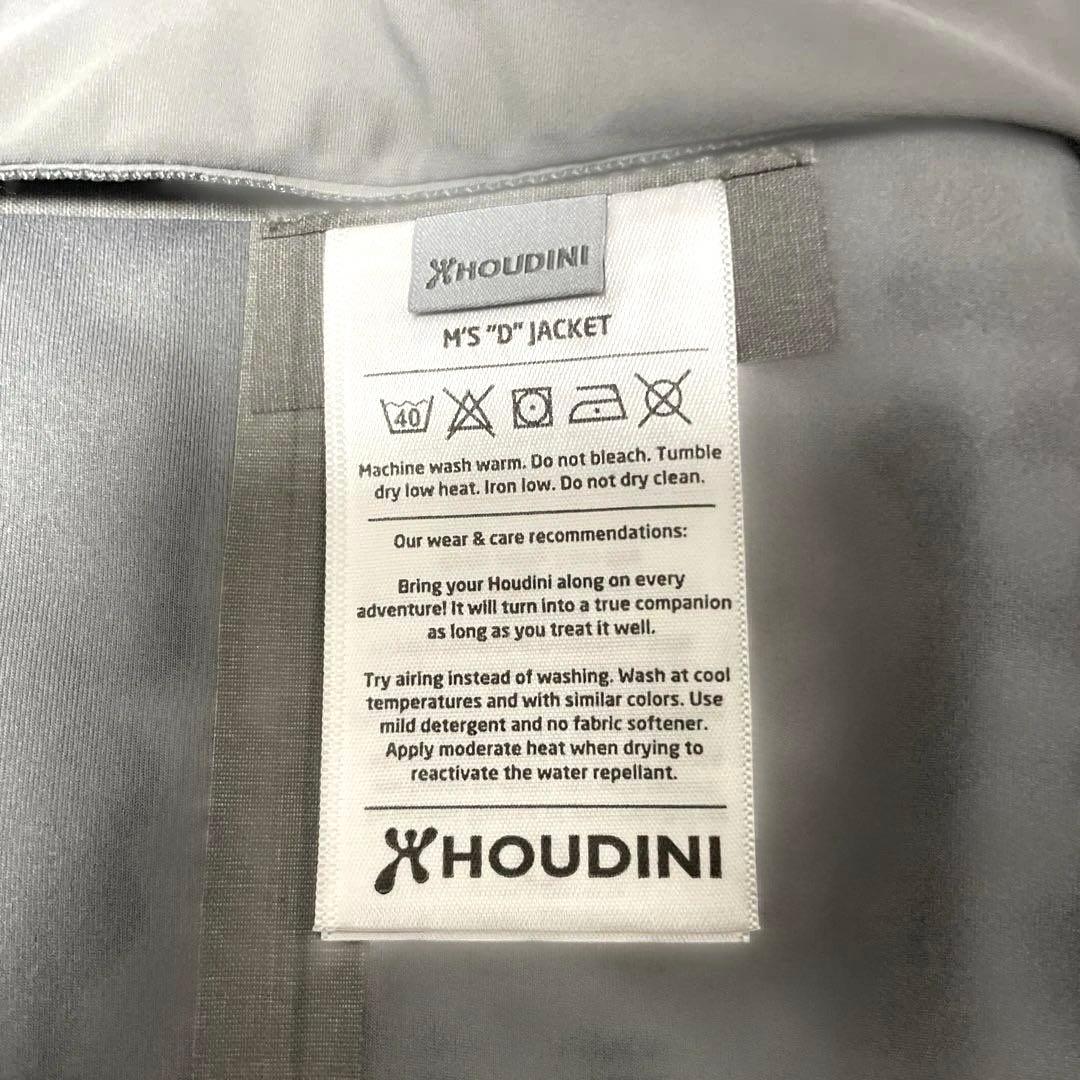 HOUDINI
M'S "D" JACKET
40
Machine wash warm. Do not bleach. Tumble
dry low heat. Iron low. Do not dry clean.
Our wear & care recommendations:
Bring your Houdini along on every
adventure! It will turn into a true companion
as long as you treat it well.
Try airing instead of washing. Wash at cool
temperatures and with similar colors. Use
mild detergent and no fabric softener.
Apply moderate heat when drying to
reactivate the water repellant.
HOUDINI